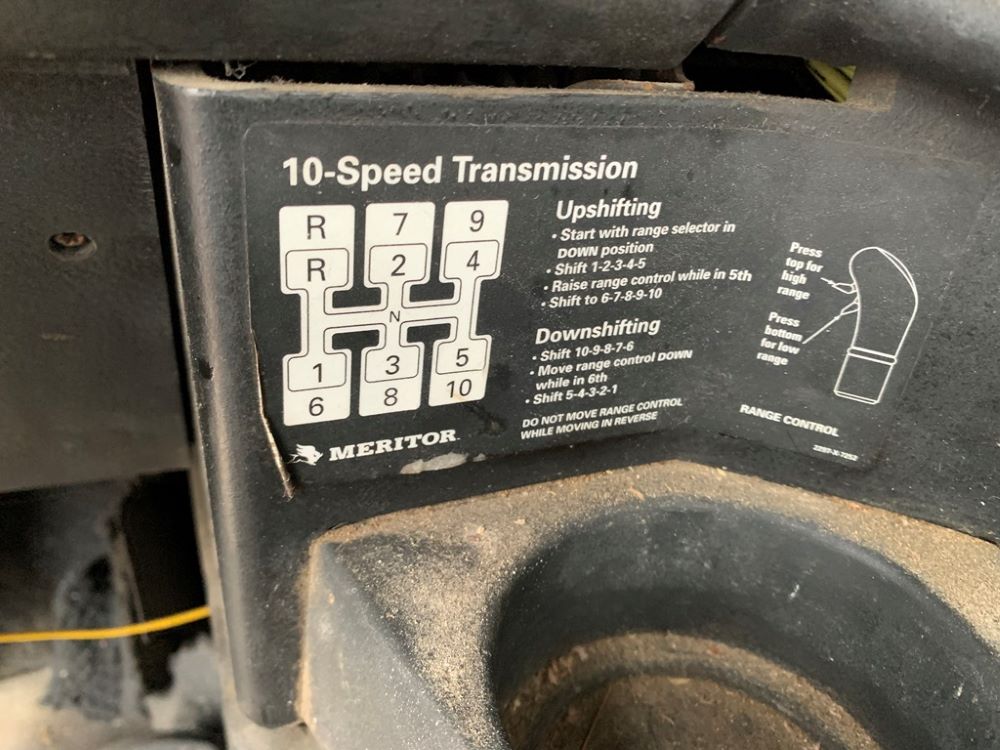 10-Speed Transmission
R 7 9
R 2 4
N
1 3 5
6 8 10
MERITOR
Upshifting
• Start with range selector in
DOWN position
• Shift 1-2-3-4-5
• Raise range control while in 5th
• Shift to 6-7-8-9-10
Downshifting
• Shift 10-9-8-7-6
• Move range control DOWN
while in 6th
• Shift 5-4-3-2-1
DO NOT MOVE RANGE CONTROL
WHILE MOVING IN REVERSE
Press
top for
high
range
Press
bottom
for low
range
RANGE CONTROL
2297-X-7252